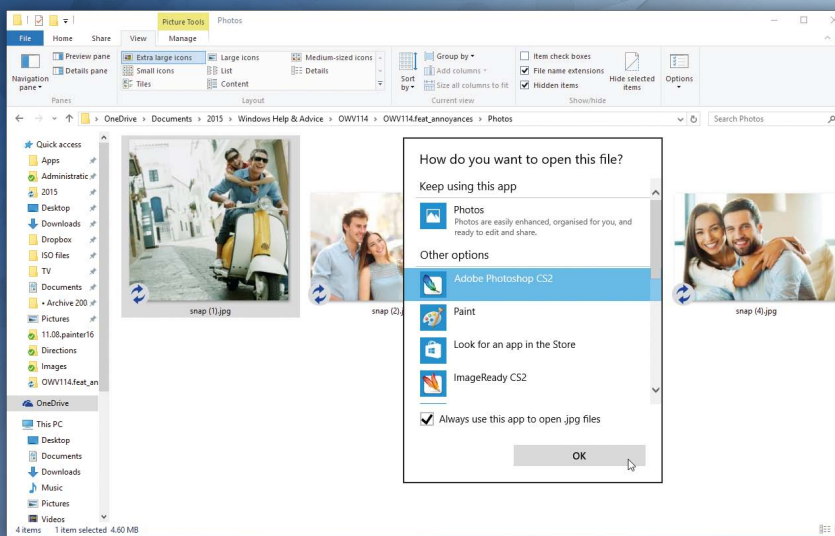 Picture Tools Photos
File Home Share View Manage
Navigation pane
Preview pane
Details pane
Panes
Extra large icons Large icons Medium-sized icons
Small icons List Details
Tiles Content
Layout
Sort by
Group by
Add columns
Size all columns to fit
Current view
Item check boxes
File name extensions
Hidden items
Hide selected items
Show/hide
Options
OneDrive > Documents > 2015 > Windows Help & Advice > OWV114 > OWV114.feat_annoyances > Photos
Search Photos
Quick access
Apps
Administratic
2015
Desktop
Downloads
Dropbox
ISO files
TV
Documents
Archive 200
Pictures
11.08.painter16
Directions
Images
OWV114.feat_an
OneDrive
This PC
Desktop
Documents
Downloads
Music
Pictures
Videos
snap (1).jpg
snap (2).j
snap (4).jpg
How do you want to open this file?
Keep using this app
Photos
Photos are easily enhanced, organised for you, and
ready to edit and share.
Other options
Adobe Photoshop CS2
Paint
Look for an app in the Store
ImageReady CS2
Always use this app to open .jpg files
OK
4 items 1 item selected 4.60 MB